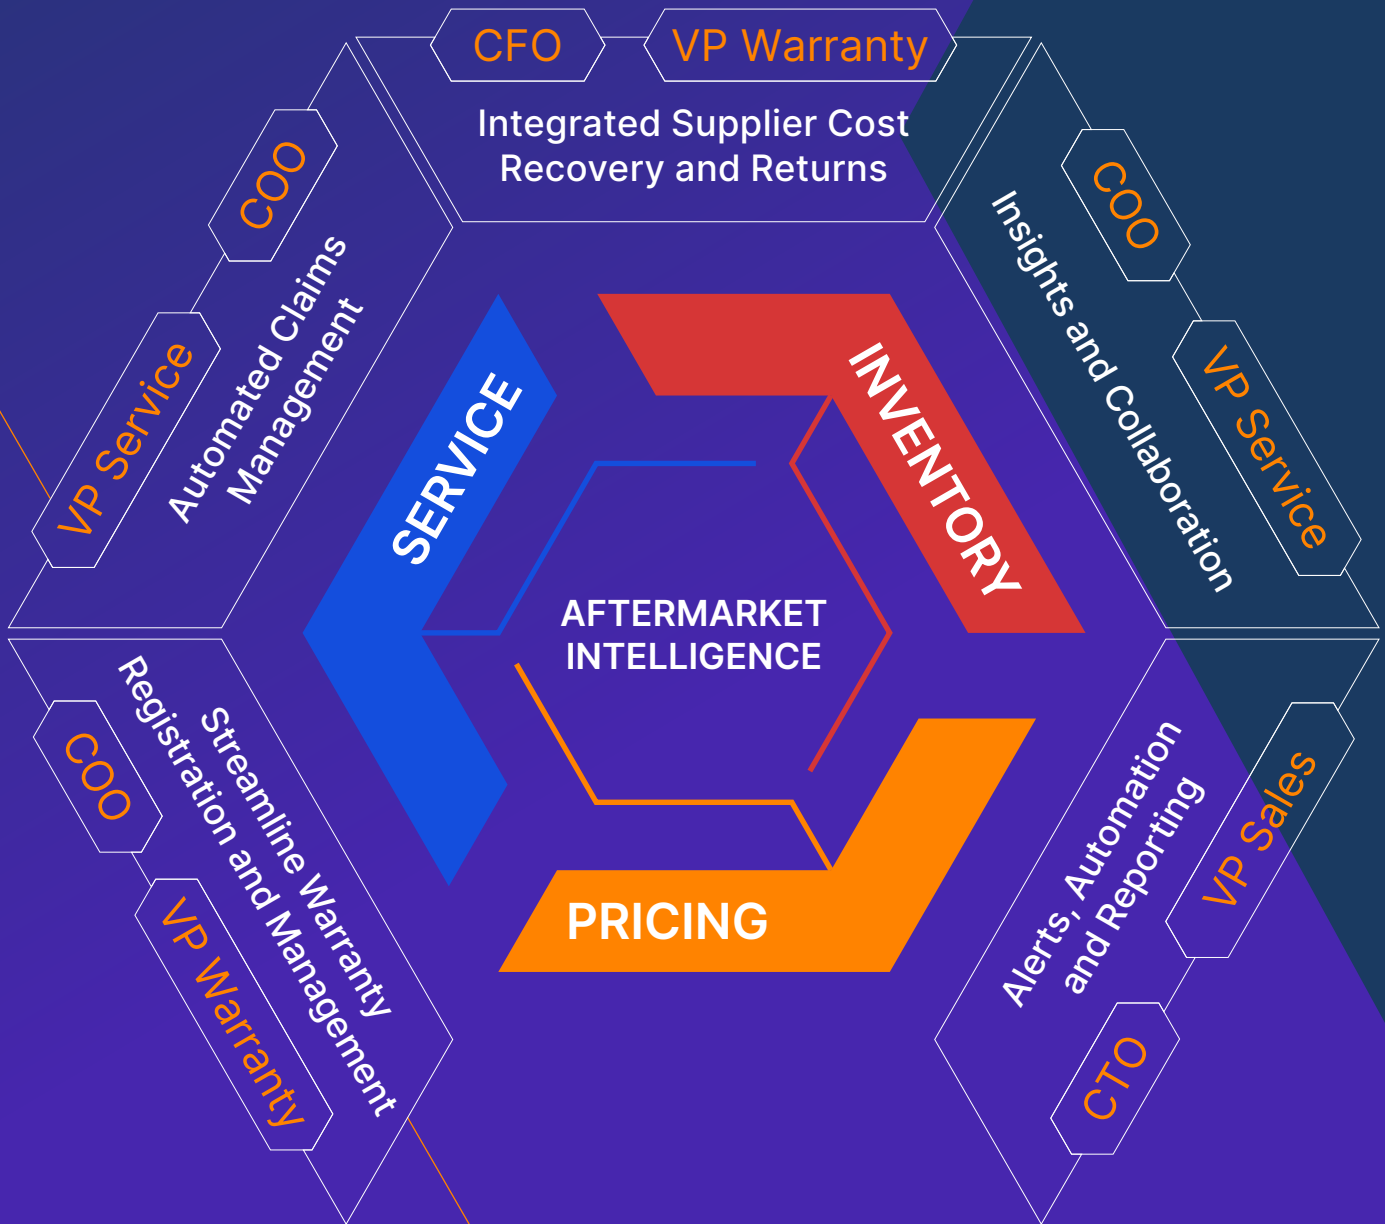 CFO
VP Warranty
Integrated Supplier Cost
Recovery and Returns
COO
VP Service
Automated Claims
Management
COO
VP Service
Insights and Collaboration
SERVICE
INVENTORY
AFTERMARKET
INTELLIGENCE
PRICING
COO
VP Warranty
Streamline Warranty
Registration and Management
Alerts, Automation
and Reporting
VP Sales
CTO